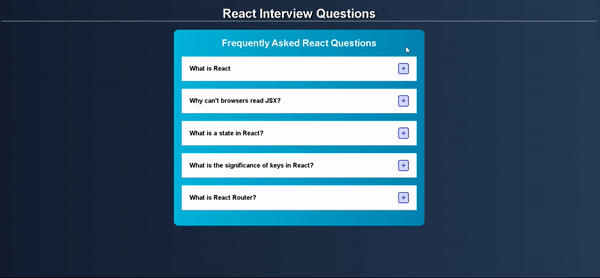 React Interview Questions
Frequently Asked React Questions
What is React
+
Why can't browsers read JSX?
+
What is a state in React?
+
What is the significance of keys in React?
+
What is React Router?
+